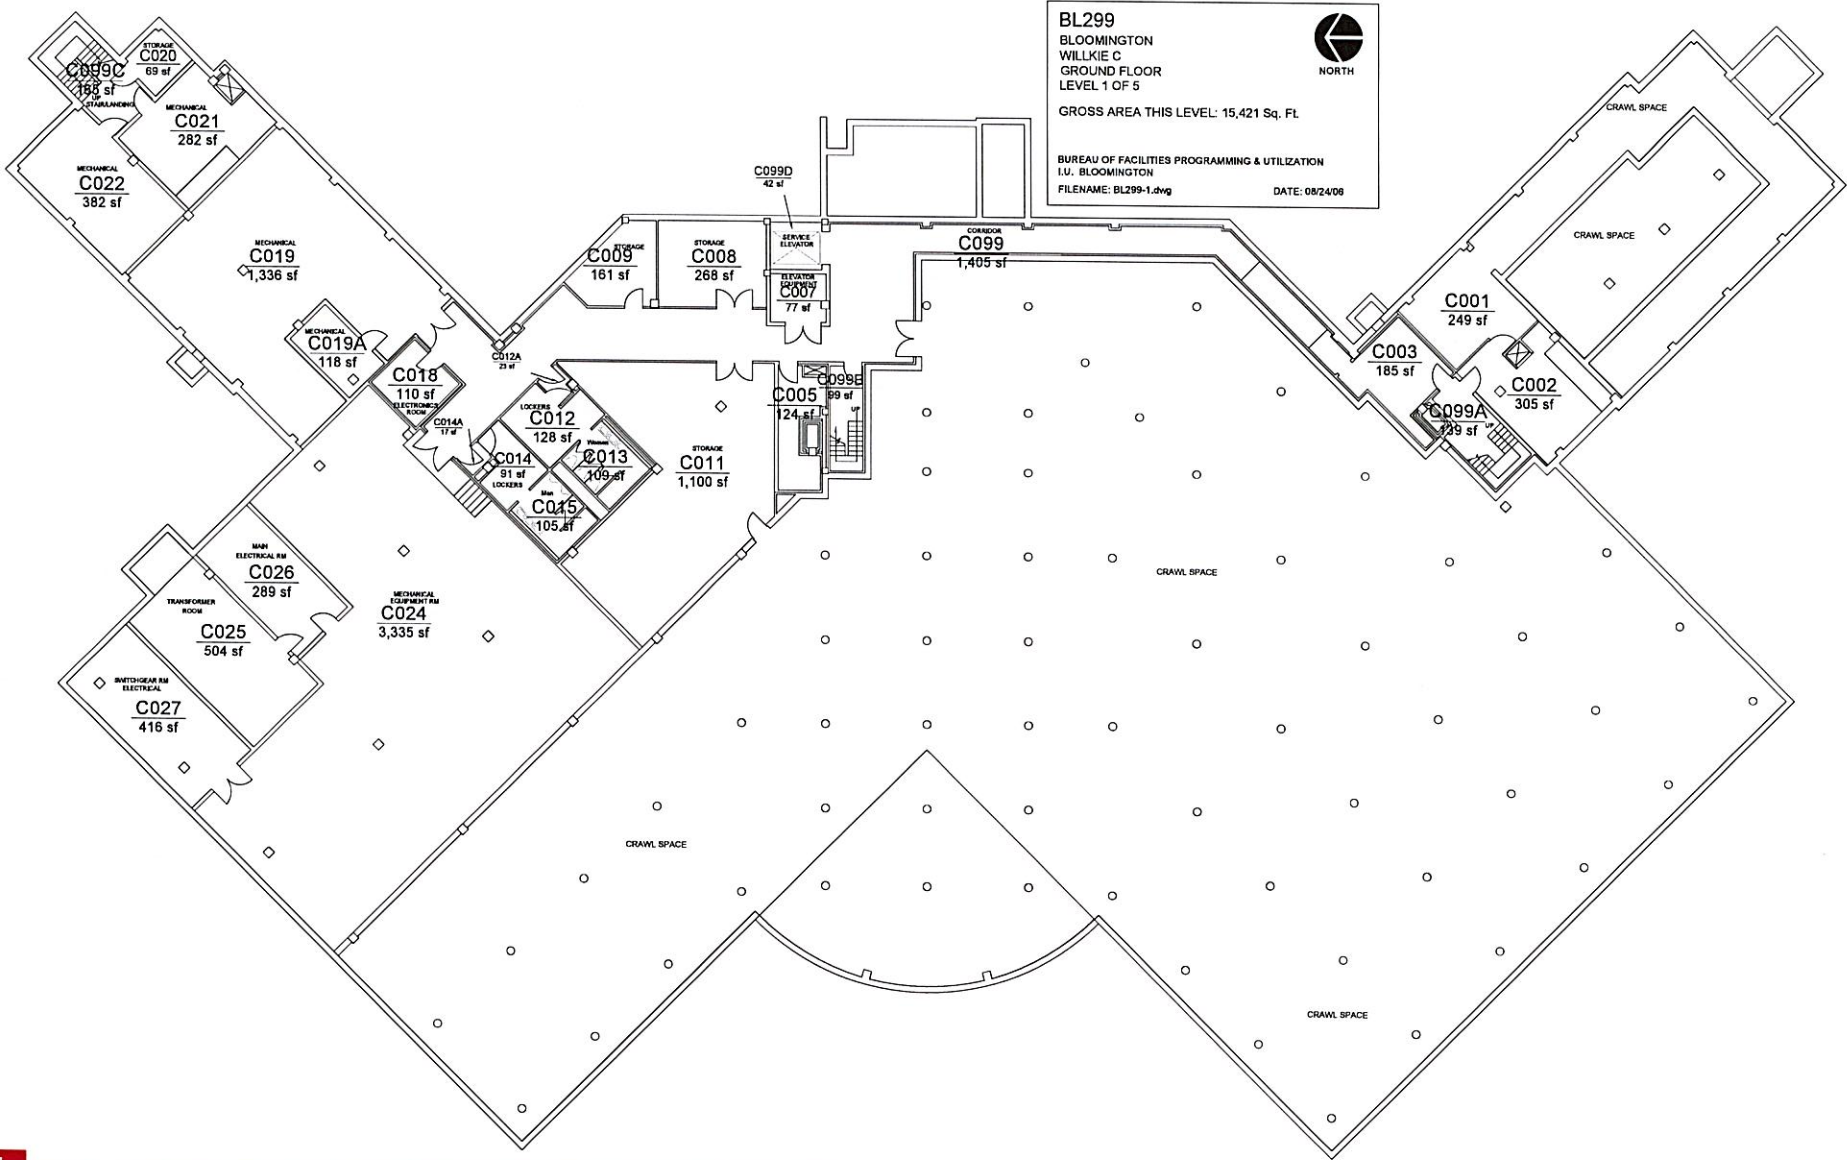 BL299
BLOOMINGTON
WILLKIE C
GROUND FLOOR
LEVEL 1 OF 5
GROSS AREA THIS LEVEL: 15,421 Sq. Ft.
BUREAU OF FACILITIES PROGRAMMING & UTILIZATION
I.U. BLOOMINGTON
FILENAME: BL299-1.dwg
DATE: 08/24/06
NORTH
STORAGE
C020
69 sf
C099C
UP
STAIR/LANDING
MECHANICAL
C021
282 sf
MECHANICAL
C022
382 sf
MECHANICAL
C019
1,336 sf
MECHANICAL
C019A
118 sf
C018
110 sf
ELECTRONICS
ROOM
C012A
23 sf
C014A
17 sf
STORAGE
C009
161 sf
STORAGE
C008
268 sf
C099D
42 sf
SERVICE
ELEVATOR
ELEVATOR
EQUIPMENT
C007
77 sf
CORRIDOR
C099
1,405 sf
C005
124 sf
C099B
99 sf
UP
LOCKERS
C012
128 sf
Women
C013
109 sf
C014
91 sf
LOCKERS
Men
C015
105 sf
STORAGE
C011
1,100 sf
MAIN
ELECTRICAL RM
C026
289 sf
TRANSFORMER
ROOM
C025
504 sf
SWITCHGEAR RM
ELECTRICAL
C027
416 sf
MECHANICAL
EQUIPMENT RM
C024
3,335 sf
CRAWL SPACE
CRAWL SPACE
C001
249 sf
C003
185 sf
C002
305 sf
C099A
139 sf
UP
CRAWL SPACE
CRAWL SPACE
CRAWL SPACE